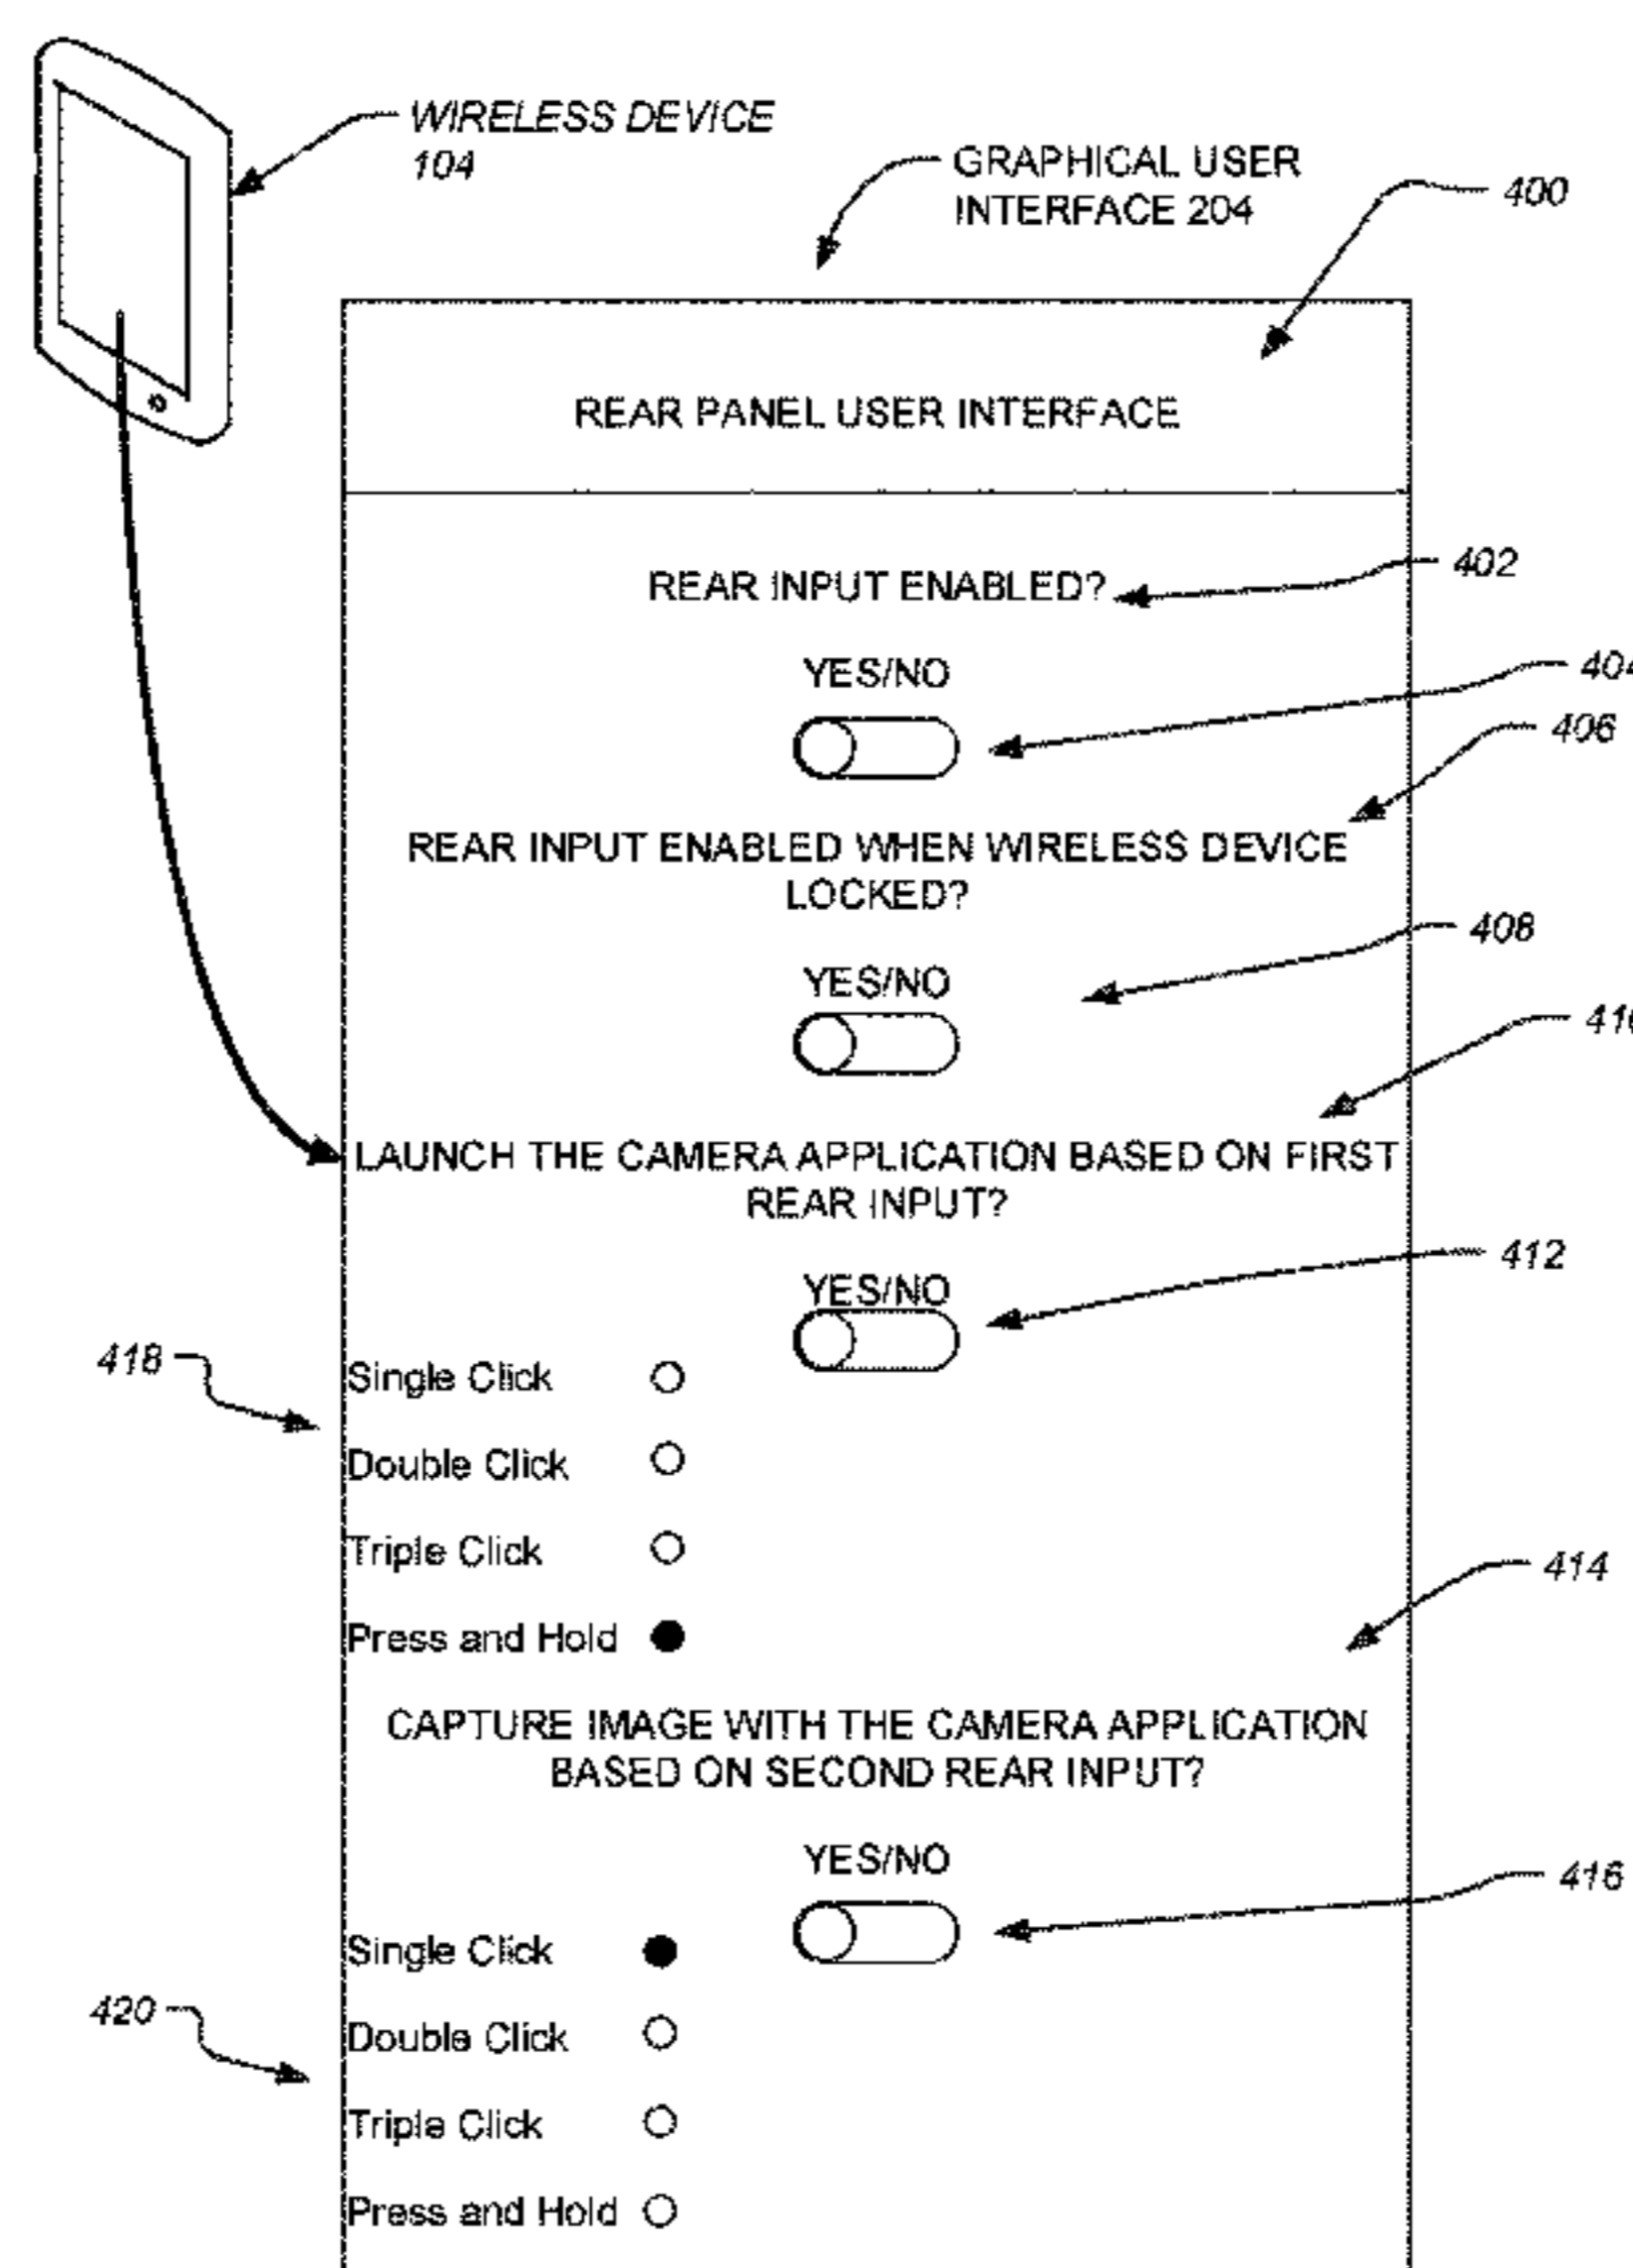 WIRELESS DEVICE
104
GRAPHICAL USER
INTERFACE 204
400
REAR PANEL USER INTERFACE
REAR INPUT ENABLED?
402
YES/NO
404
406
REAR INPUT ENABLED WHEN WIRELESS DEVICE
LOCKED?
408
YES/NO
410
LAUNCH THE CAMERA APPLICATION BASED ON FIRST
REAR INPUT?
412
YES/NO
418
Single Click
Double Click
Triple Click
414
Press and Hold
CAPTURE IMAGE WITH THE CAMERA APPLICATION
BASED ON SECOND REAR INPUT?
YES/NO
416
Single Click
420
Double Click
Triple Click
Press and Hold